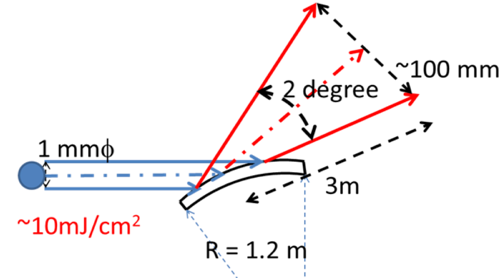 ~100 mm
2 degree
1 mmϕ
3m
~10mJ/cm²
R = 1.2 m